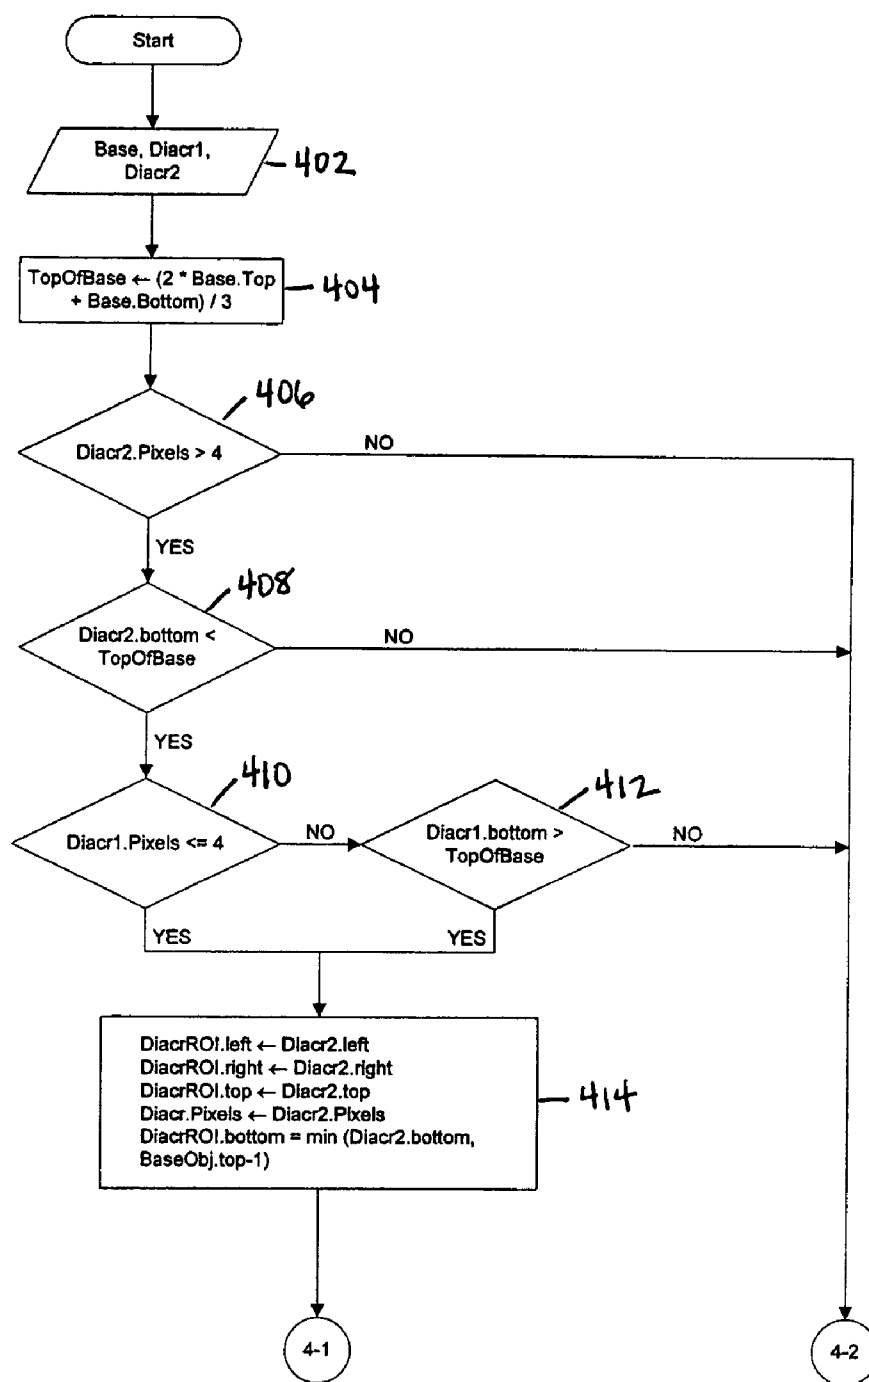 Start
Base, Diacr1,
Diacr2
402
TopOfBase ← (2 * Base.Top
+ Base.Bottom) / 3
404
406
Diacr2.Pixels > 4
NO
YES
408
Diacr2.bottom <
TopOfBase
NO
YES
410
412
Diacr1.Pixels <= 4
NO
Diacr1.bottom >
TopOfBase
NO
YES
YES
DiacrROI.left ← Diacr2.left
DiacrROI.right ← Diacr2.right
DiacrROI.top ← Diacr2.top
Diacr.Pixels ← Diacr2.Pixels
DiacrROI.bottom = min (Diacr2.bottom,
BaseObj.top-1)
414
4-1
4-2